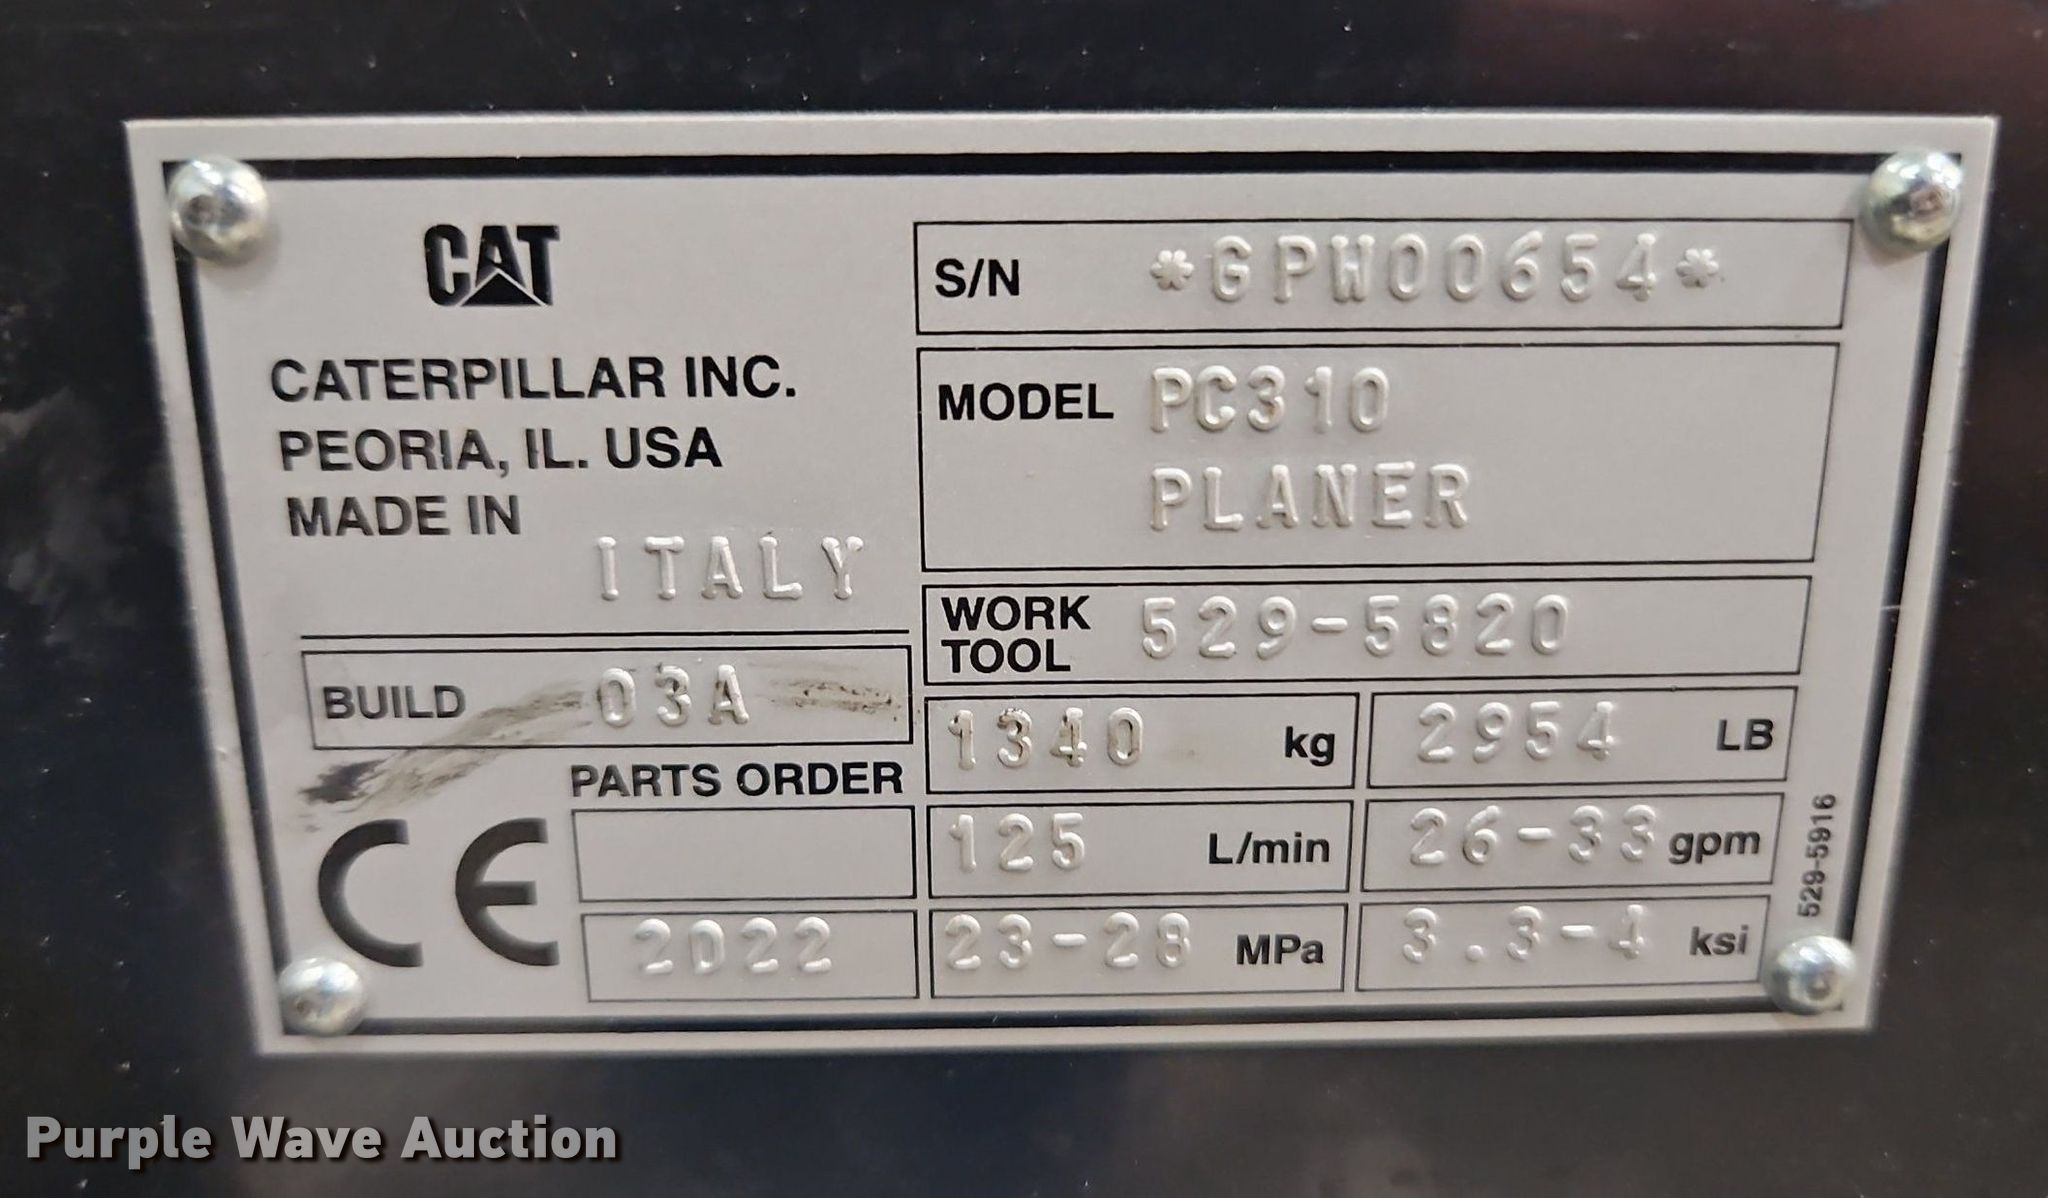 CAT
CATERPILLAR INC.
PEORIA, IL. USA
MADE IN
ITALY
BUILD 03A
PARTS ORDER
CE
2022
S/N *GPW00654*
MODEL PC310
PLANER
WORK TOOL 529-5820
1340 kg 2954 LB
125 L/min 26-33 gpm
23-28 MPa 3.3-4 ksi
529-5916
Purple Wave Auction